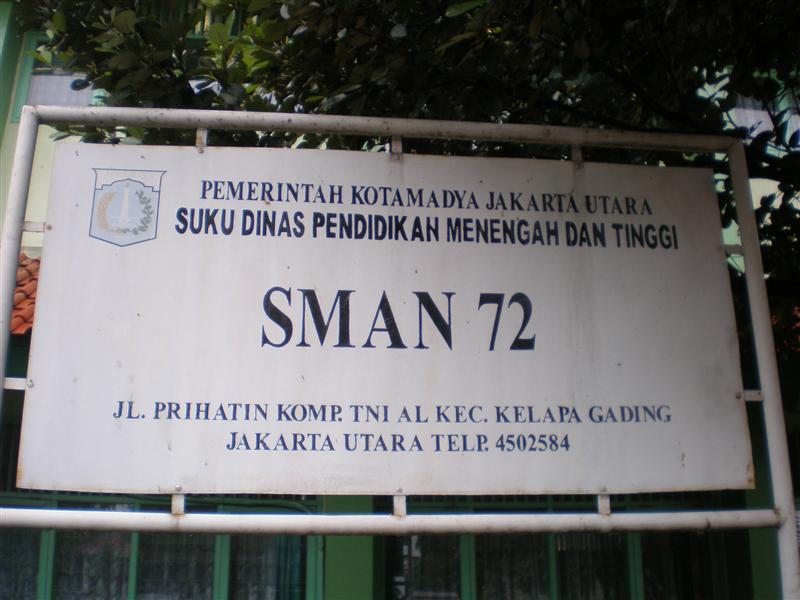 PEMERINTAH KOTAMADYA JAKARTA UTARA
SUKU DINAS PENDIDIKAN MENENGAH DAN TINGGI
SMAN 72
JL. PRIHATIN KOMP. TNI AL KEC. KELAPA GADING
JAKARTA UTARA TELP. 4502584